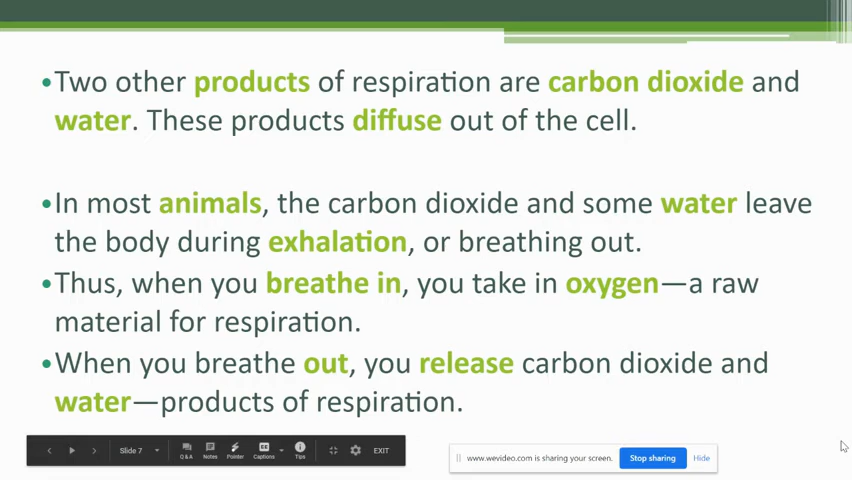 •Two other products of respiration are carbon dioxide and
water. These products diffuse out of the cell.
•In most animals, the carbon dioxide and some water leave
the body during exhalation, or breathing out.
•Thus, when you breathe in, you take in oxygen—a raw
material for respiration.
•When you breathe out, you release carbon dioxide and
water—products of respiration.
Slide 7
Q&A Notes Pointer Captions Tips EXIT
www.wevideo.com is sharing your screen. Stop sharing Hide